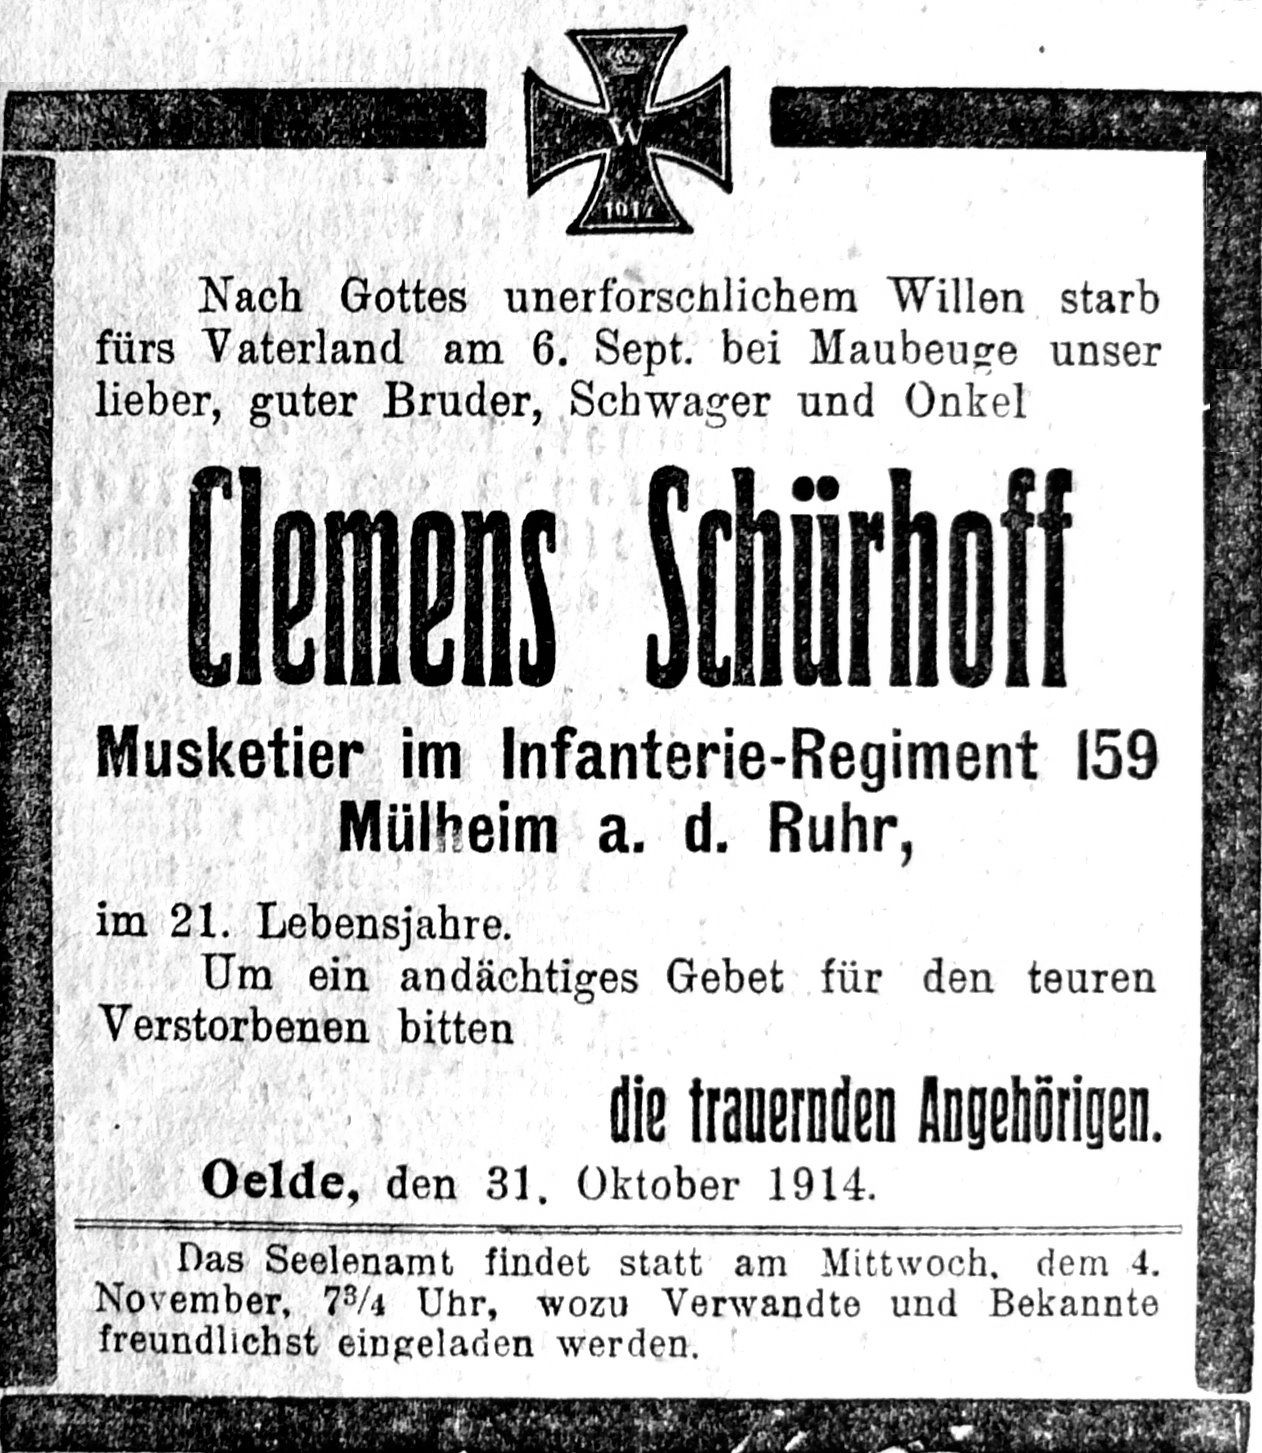 W
1914
Nach Gottes unerforschlichem Willen starb
fürs Vaterland am 6. Sept. bei Maubeuge unser
lieber, guter Bruder, Schwager und Onkel
Clemens Schürhoff
Musketier im Infanterie-Regiment 159
Mülheim a. d. Ruhr,
im 21. Lebensjahre.
Um ein andächtiges Gebet für den teuren
Verstorbenen bitten
die trauernden Angehörigen.
Oelde, den 31. Oktober 1914.
Das Seelenamt findet statt am Mittwoch, dem 4.
November, 7 3/4 Uhr, wozu Verwandte und Bekannte
freundlichst eingeladen werden.